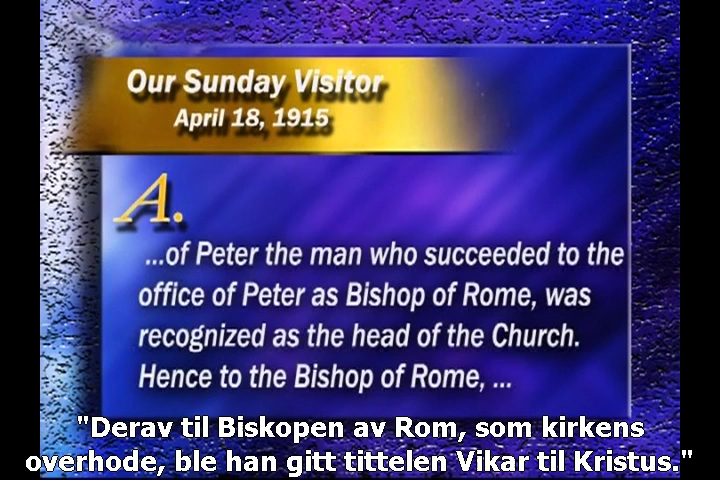 Our Sunday Visitor
April 18, 1915
A.
...of Peter the man who succeeded to the
office of Peter as Bishop of Rome, was
recognized as the head of the Church.
Hence to the Bishop of Rome, ...
"Derav til Biskopen av Rom, som kirkens
overhode, ble han gitt tittelen Vikar til Kristus."